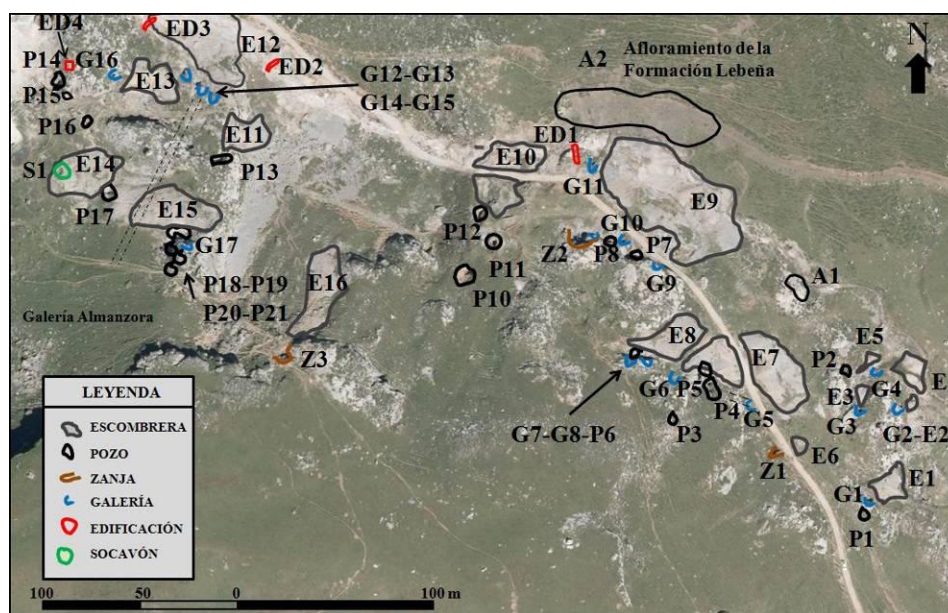 ED4
ED3
E12
N
P14
G16
ED2
A2
Afloramiento de la
Formación Lebeña
E13
G12-G13
G14-G15
P15
P16
E11
ED1
E10
S1
E14
P13
G11
E9
P17
E15
P12
G10
P7
G17
Z2
P8
P11
G9
A1
P18-P19
P20-P21
E16
P10
Galería Almanzora
E8
E7
E5
Z3
P2
E
G6
P5
E3
G4
P4
G5
G3
G2-E2
G7-G8-P6
P3
Z1
E6
E1
G1
P1
LEYENDA
ESCOMBRERA
POZO
ZANJA
GALERÍA
EDIFICACIÓN
SOCAVÓN
100
0
100 m